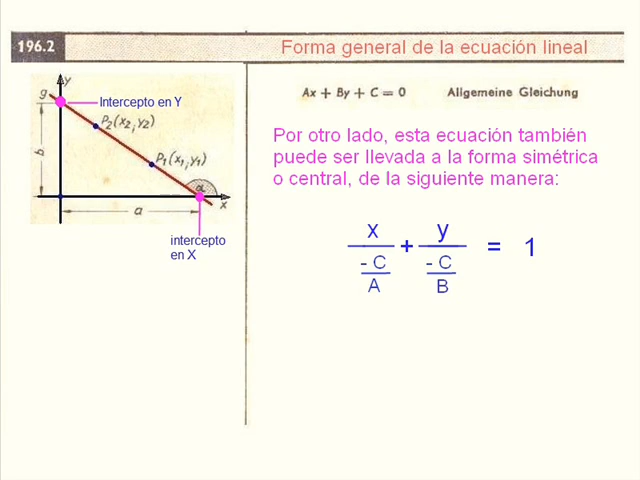 196.2
Forma general de la ecuación lineal
y
g
Intercepto en Y
P2(x2;y2)
P1(x1;y1)
b
α
x
a
intercepto
en X
Ax + By + C = 0 Allgemeine Gleichung
Por otro lado, esta ecuación también
puede ser llevada a la forma simétrica
o central, de la siguiente manera:
x y
+ = 1
- C - C
A B